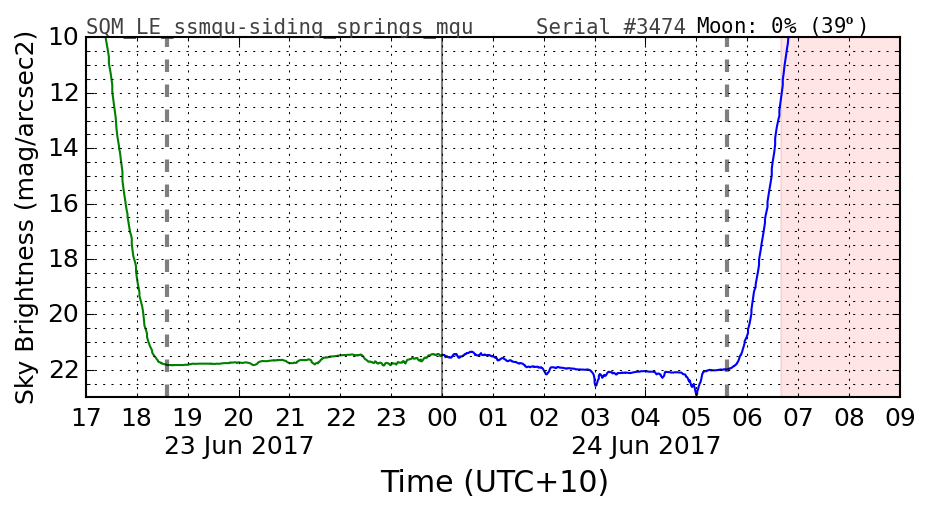 SQM_LE_ssmqu-siding_springs_mqu Serial #3474 Moon: 0% (39°)
Sky Brightness (mag/arcsec2)
10
12
14
16
18
20
22
17 18 19 20 21 22 23 00 01 02 03 04 05 06 07 08 09
23 Jun 2017 24 Jun 2017
Time (UTC+10)